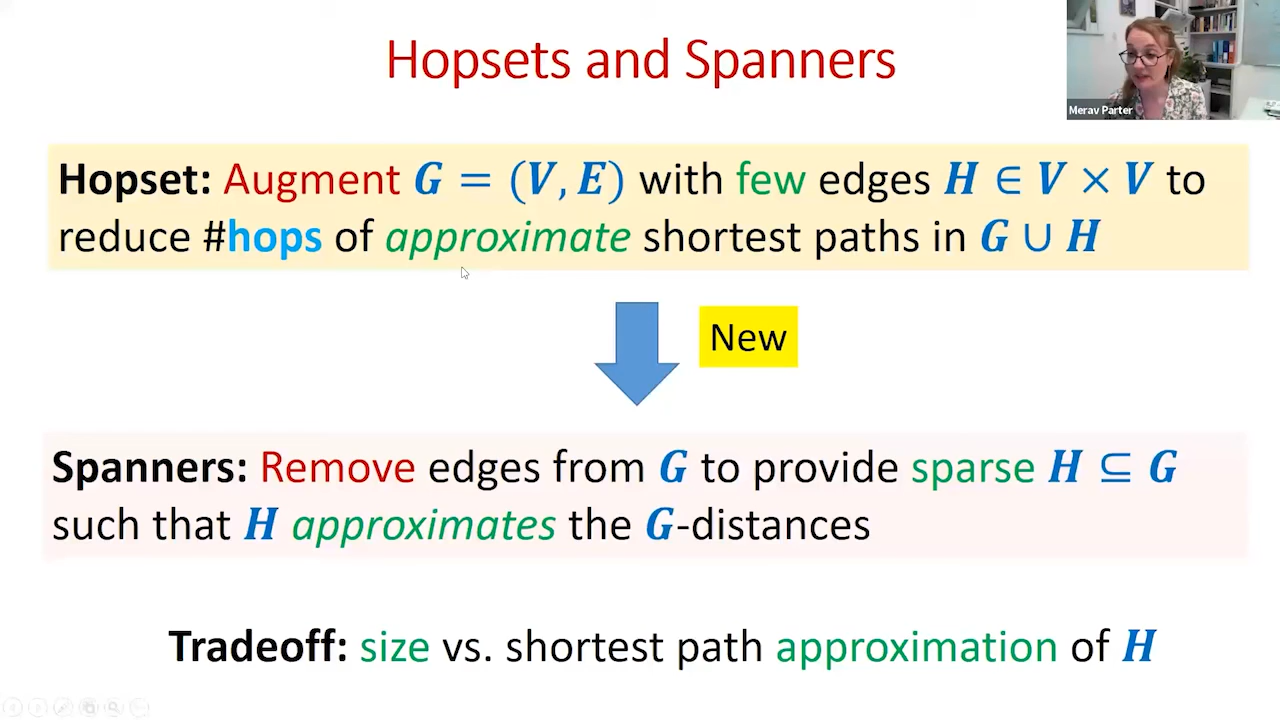 Hopsets and Spanners
Merav Parter
Hopset: Augment G = (V, E) with few edges H ∈ V × V to
reduce #hops of approximate shortest paths in G ∪ H
New
Spanners: Remove edges from G to provide sparse H ⊆ G
such that H approximates the G-distances
Tradeoff: size vs. shortest path approximation of H